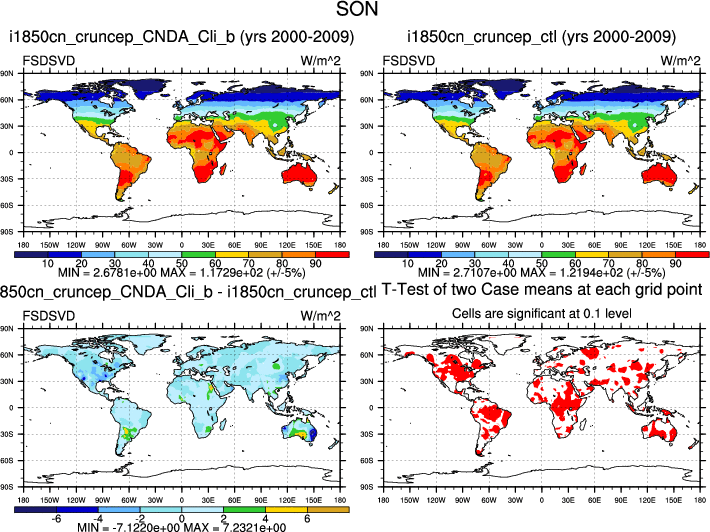 SON
i1850cn_cruncep_CNDA_Cli_b (yrs 2000-2009)
FSDSVD W/m^2
90N
60N
30N
0
30S
60S
90S
180 150W 120W 90W 60W 30W 0 30E 60E 90E 120E 150E 180
10 20 30 40 50 60 70 80 90
MIN = 2.6781e+00 MAX = 1.1729e+02 (+/-5%)
i1850cn_cruncep_ctl (yrs 2000-2009)
FSDSVD W/m^2
90N
60N
30N
0
30S
60S
90S
180 150W 120W 90W 60W 30W 0 30E 60E 90E 120E 150E 180
10 20 30 40 50 60 70 80 90
MIN = 2.7107e+00 MAX = 1.2194e+02 (+/-5%)
850cn_cruncep_CNDA_Cli_b - i1850cn_cruncep_ctl
FSDSVD W/m^2
90N
60N
30N
0
30S
60S
90S
180 150W 120W 90W 60W 30W 0 30E 60E 90E 120E 150E 180
-6 -4 -2 0 2 4 6
MIN = -7.1220e+00 MAX = 7.2321e+00
T-Test of two Case means at each grid point
Cells are significant at 0.1 level
90N
60N
30N
0
30S
60S
90S
180 150W 120W 90W 60W 30W 0 30E 60E 90E 120E 150E 180